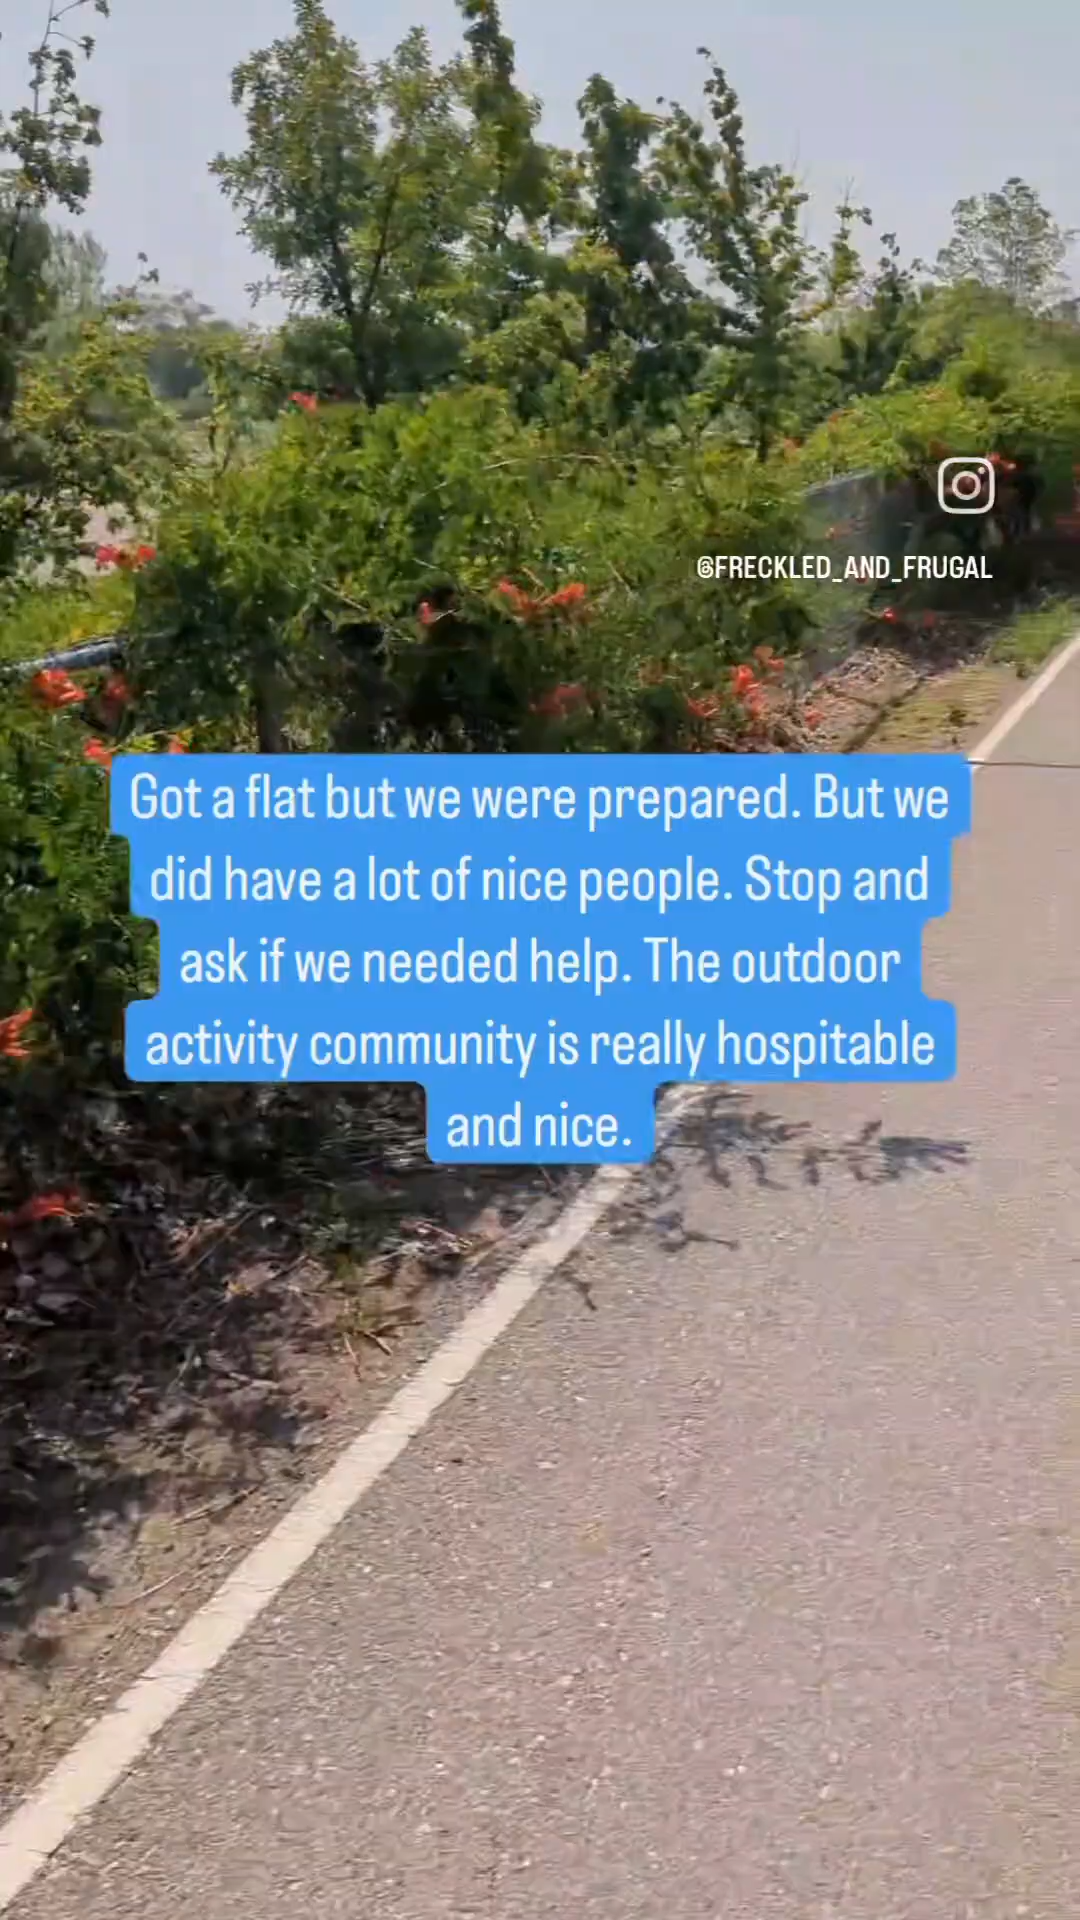 @FRECKLED_AND_FRUGAL
Got a flat but we were prepared. But we
did have a lot of nice people. Stop and
ask if we needed help. The outdoor
activity community is really hospitable
and nice.